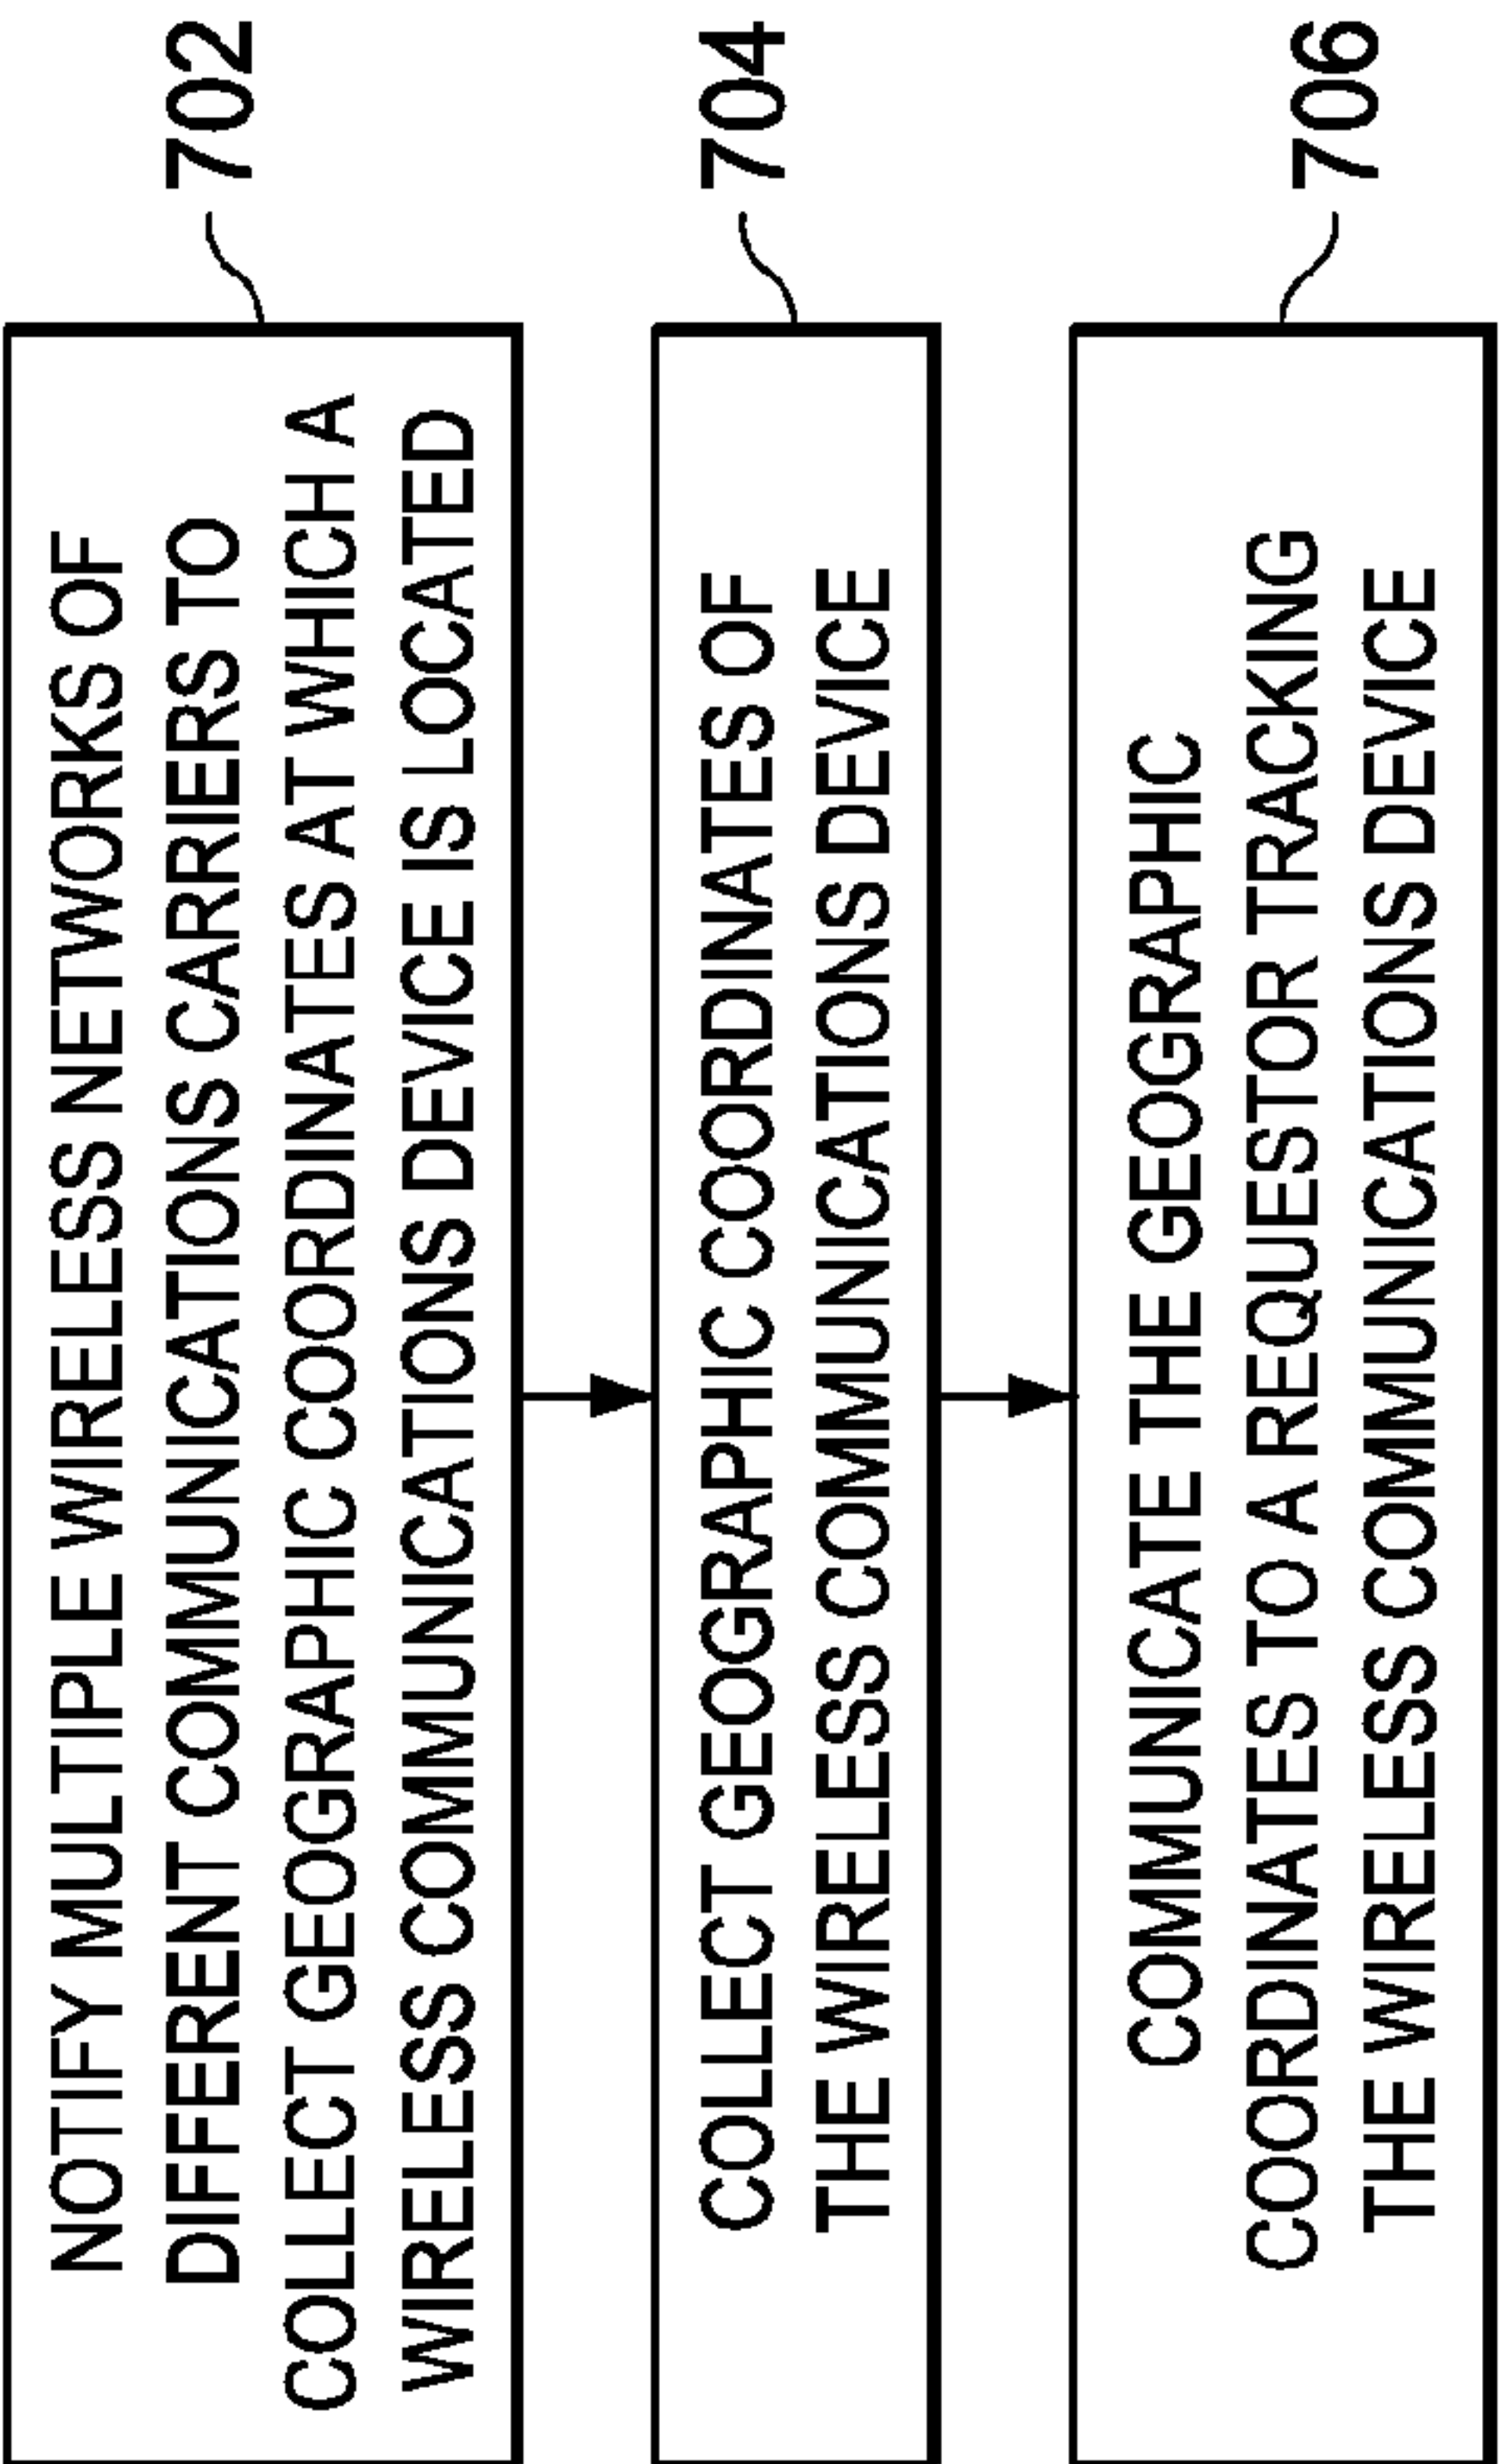 NOTIFY MULTIPLE WIRELESS NETWORKS OF
DIFFERENT COMMUNICATIONS CARRIERS TO
COLLECT GEOGRAPHIC COORDINATES AT WHICH A
WIRELESS COMMUNICATIONS DEVICE IS LOCATED
702
COLLECT GEOGRAPHIC COORDINATES OF
THE WIRELESS COMMUNICATIONS DEVICE
704
COMMUNICATE THE GEOGRAPHIC
COORDINATES TO A REQUESTOR TRACKING
THE WIRELESS COMMUNICATIONS DEVICE
706